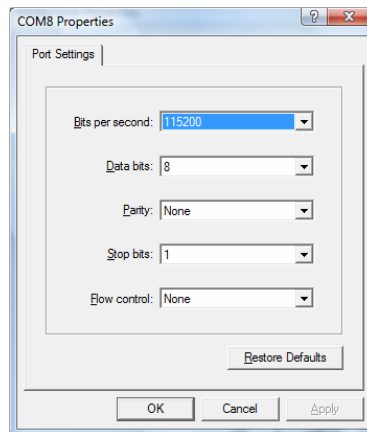 COM8 Properties
Port Settings
Bits per second: 115200
Data bits: 8
Parity: None
Stop bits: 1
Flow control: None
Restore Defaults
OK Cancel Apply